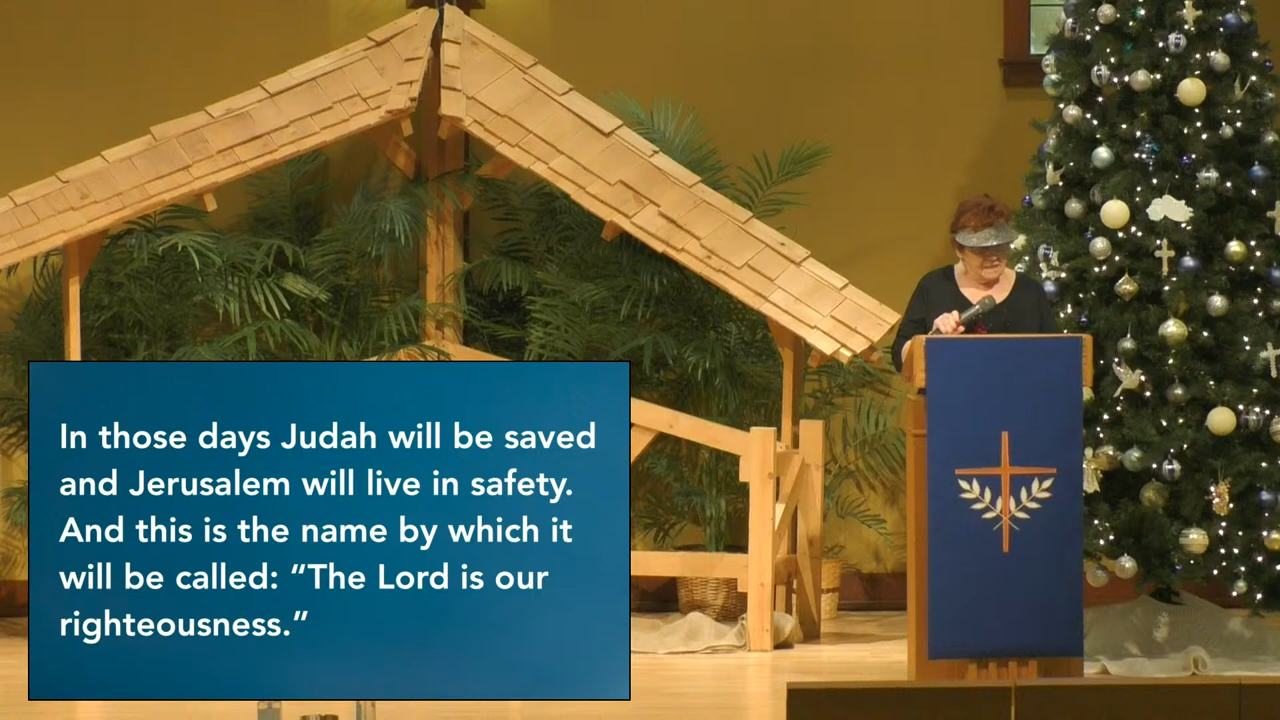 In those days Judah will be saved
and Jerusalem will live in safety.
And this is the name by which it
will be called: “The Lord is our
righteousness.”